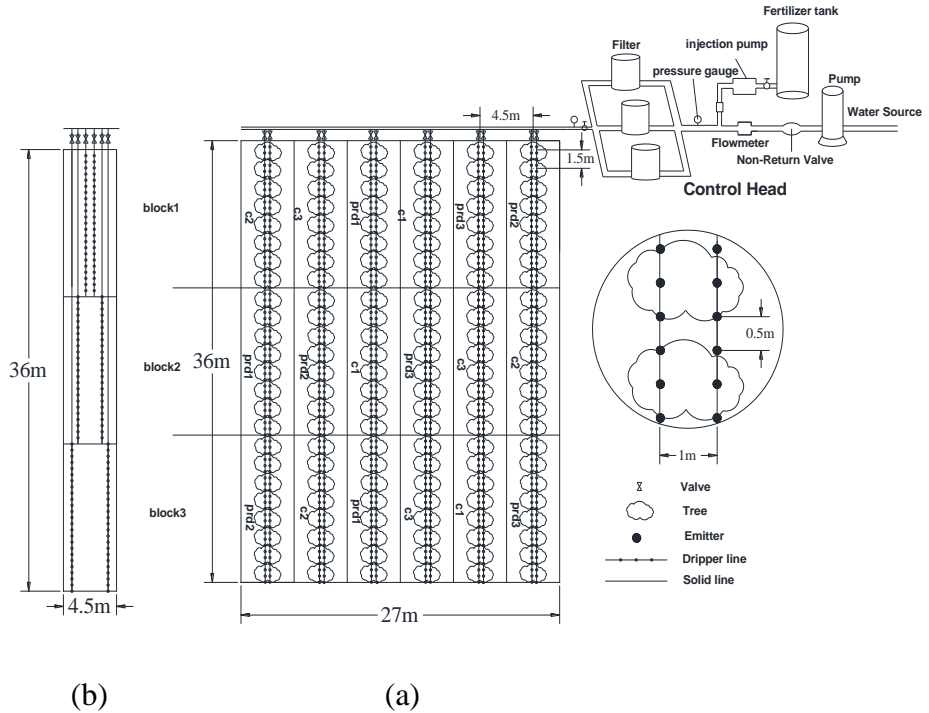 Fertilizer tank
injection pump
Filter
pressure gauge
Pump
Water Source
4.5m
1.5m
Flowmeter
Non-Return Valve
Control Head
block1
c2
c3
prd1
c1
prd3
prd2
36m
36m
block2
prd1
prd2
c1
prd3
c3
c2
0.5m
1m
block3
prd2
c2
prd1
c3
c1
prd3
Valve
Tree
Emitter
Dripper line
Solid line
4.5m
27m
(b)
(a)